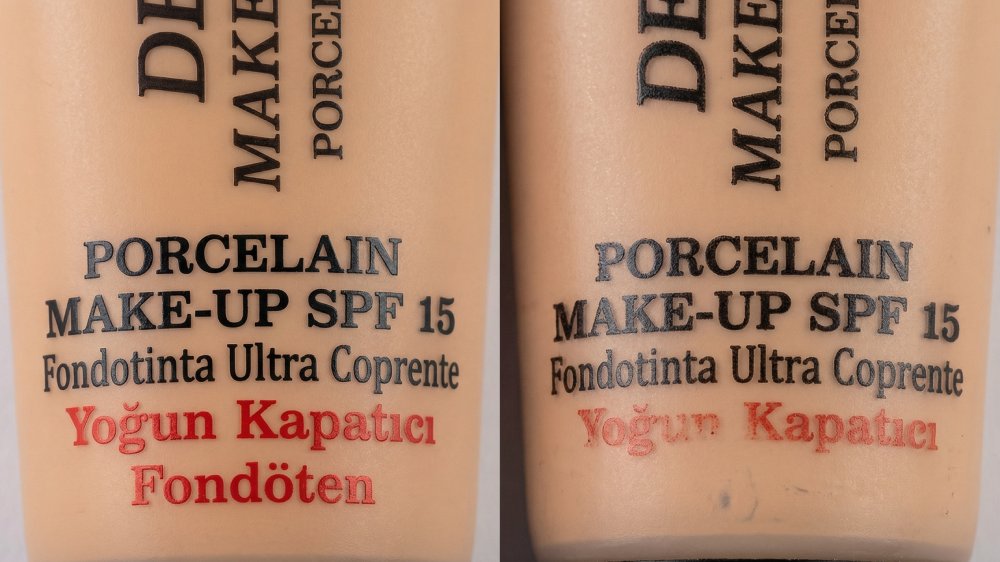 DE
MAKE
PORCEL
PORCELAIN
MAKE-UP SPF 15
Fondotinta Ultra Coprente
Yoğun Kapatıcı
Fondöten
DE
MAKE
PORCEL
PORCELAIN
MAKE-UP SPF 15
Fondotinta Ultra Coprente
Yoğun Kapatıcı